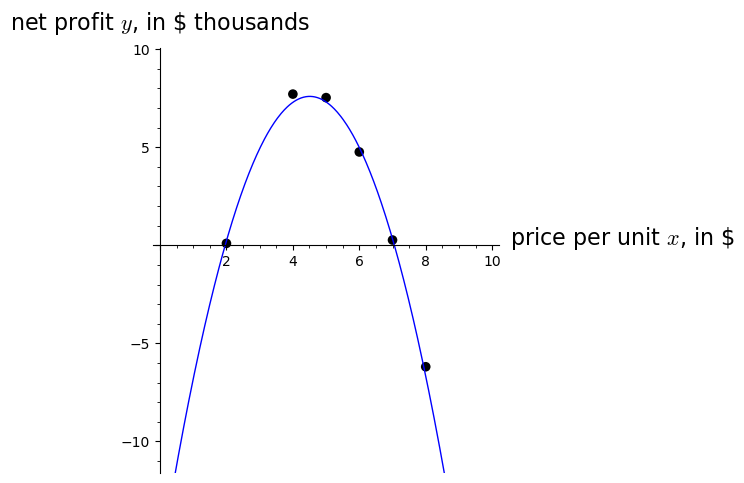 net profit y, in $ thousands
10
5
price per unit x, in $
2 4 6 8 10
−5
−10